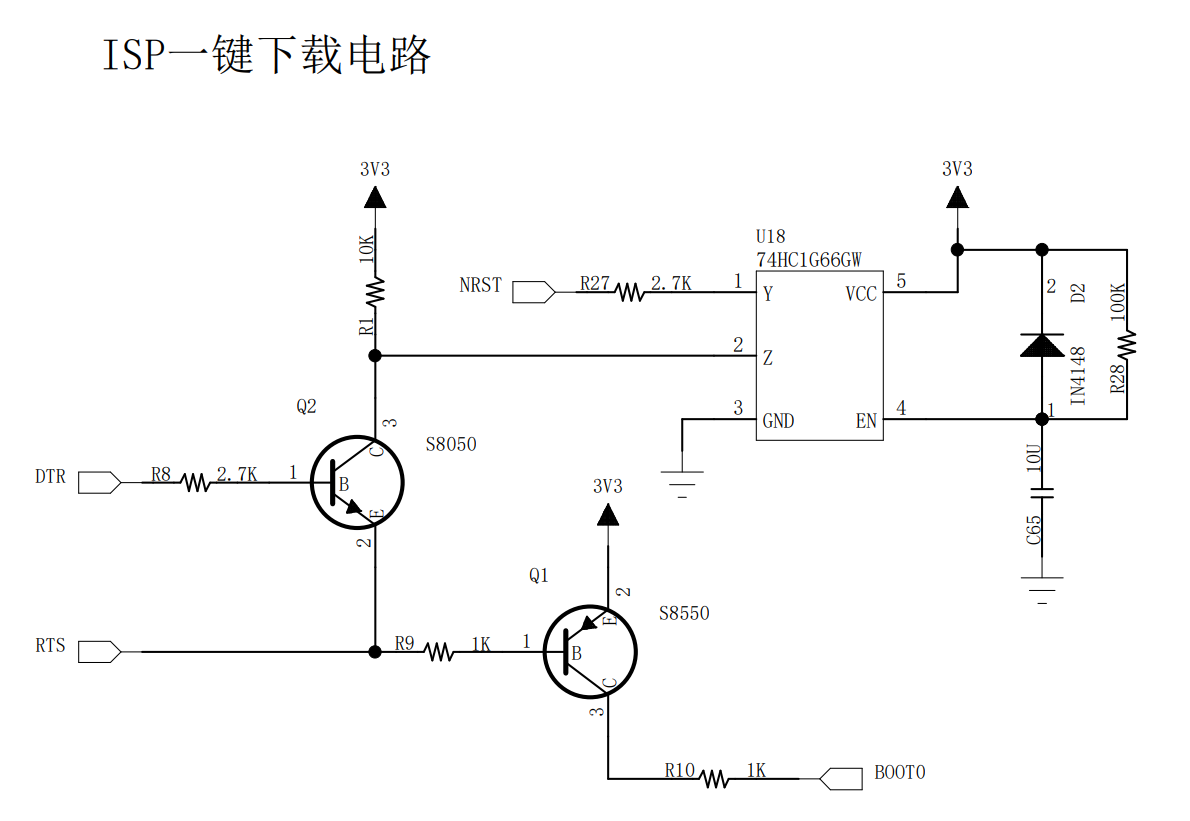 ISP一键下载电路
3V3
3V3
10K
R1
U18
74HC1G66GW
NRST
R27
2.7K
1
Y
VCC
5
2
Z
3
GND
EN
4
2
D2
IN4148
1
100K
R28
10U
C65
Q2
3
C
S8050
DTR
R8
2.7K
1
B
E
2
3V3
Q1
2
E
S8550
RTS
R9
1K
1
B
C
3
R10
1K
BOOT0